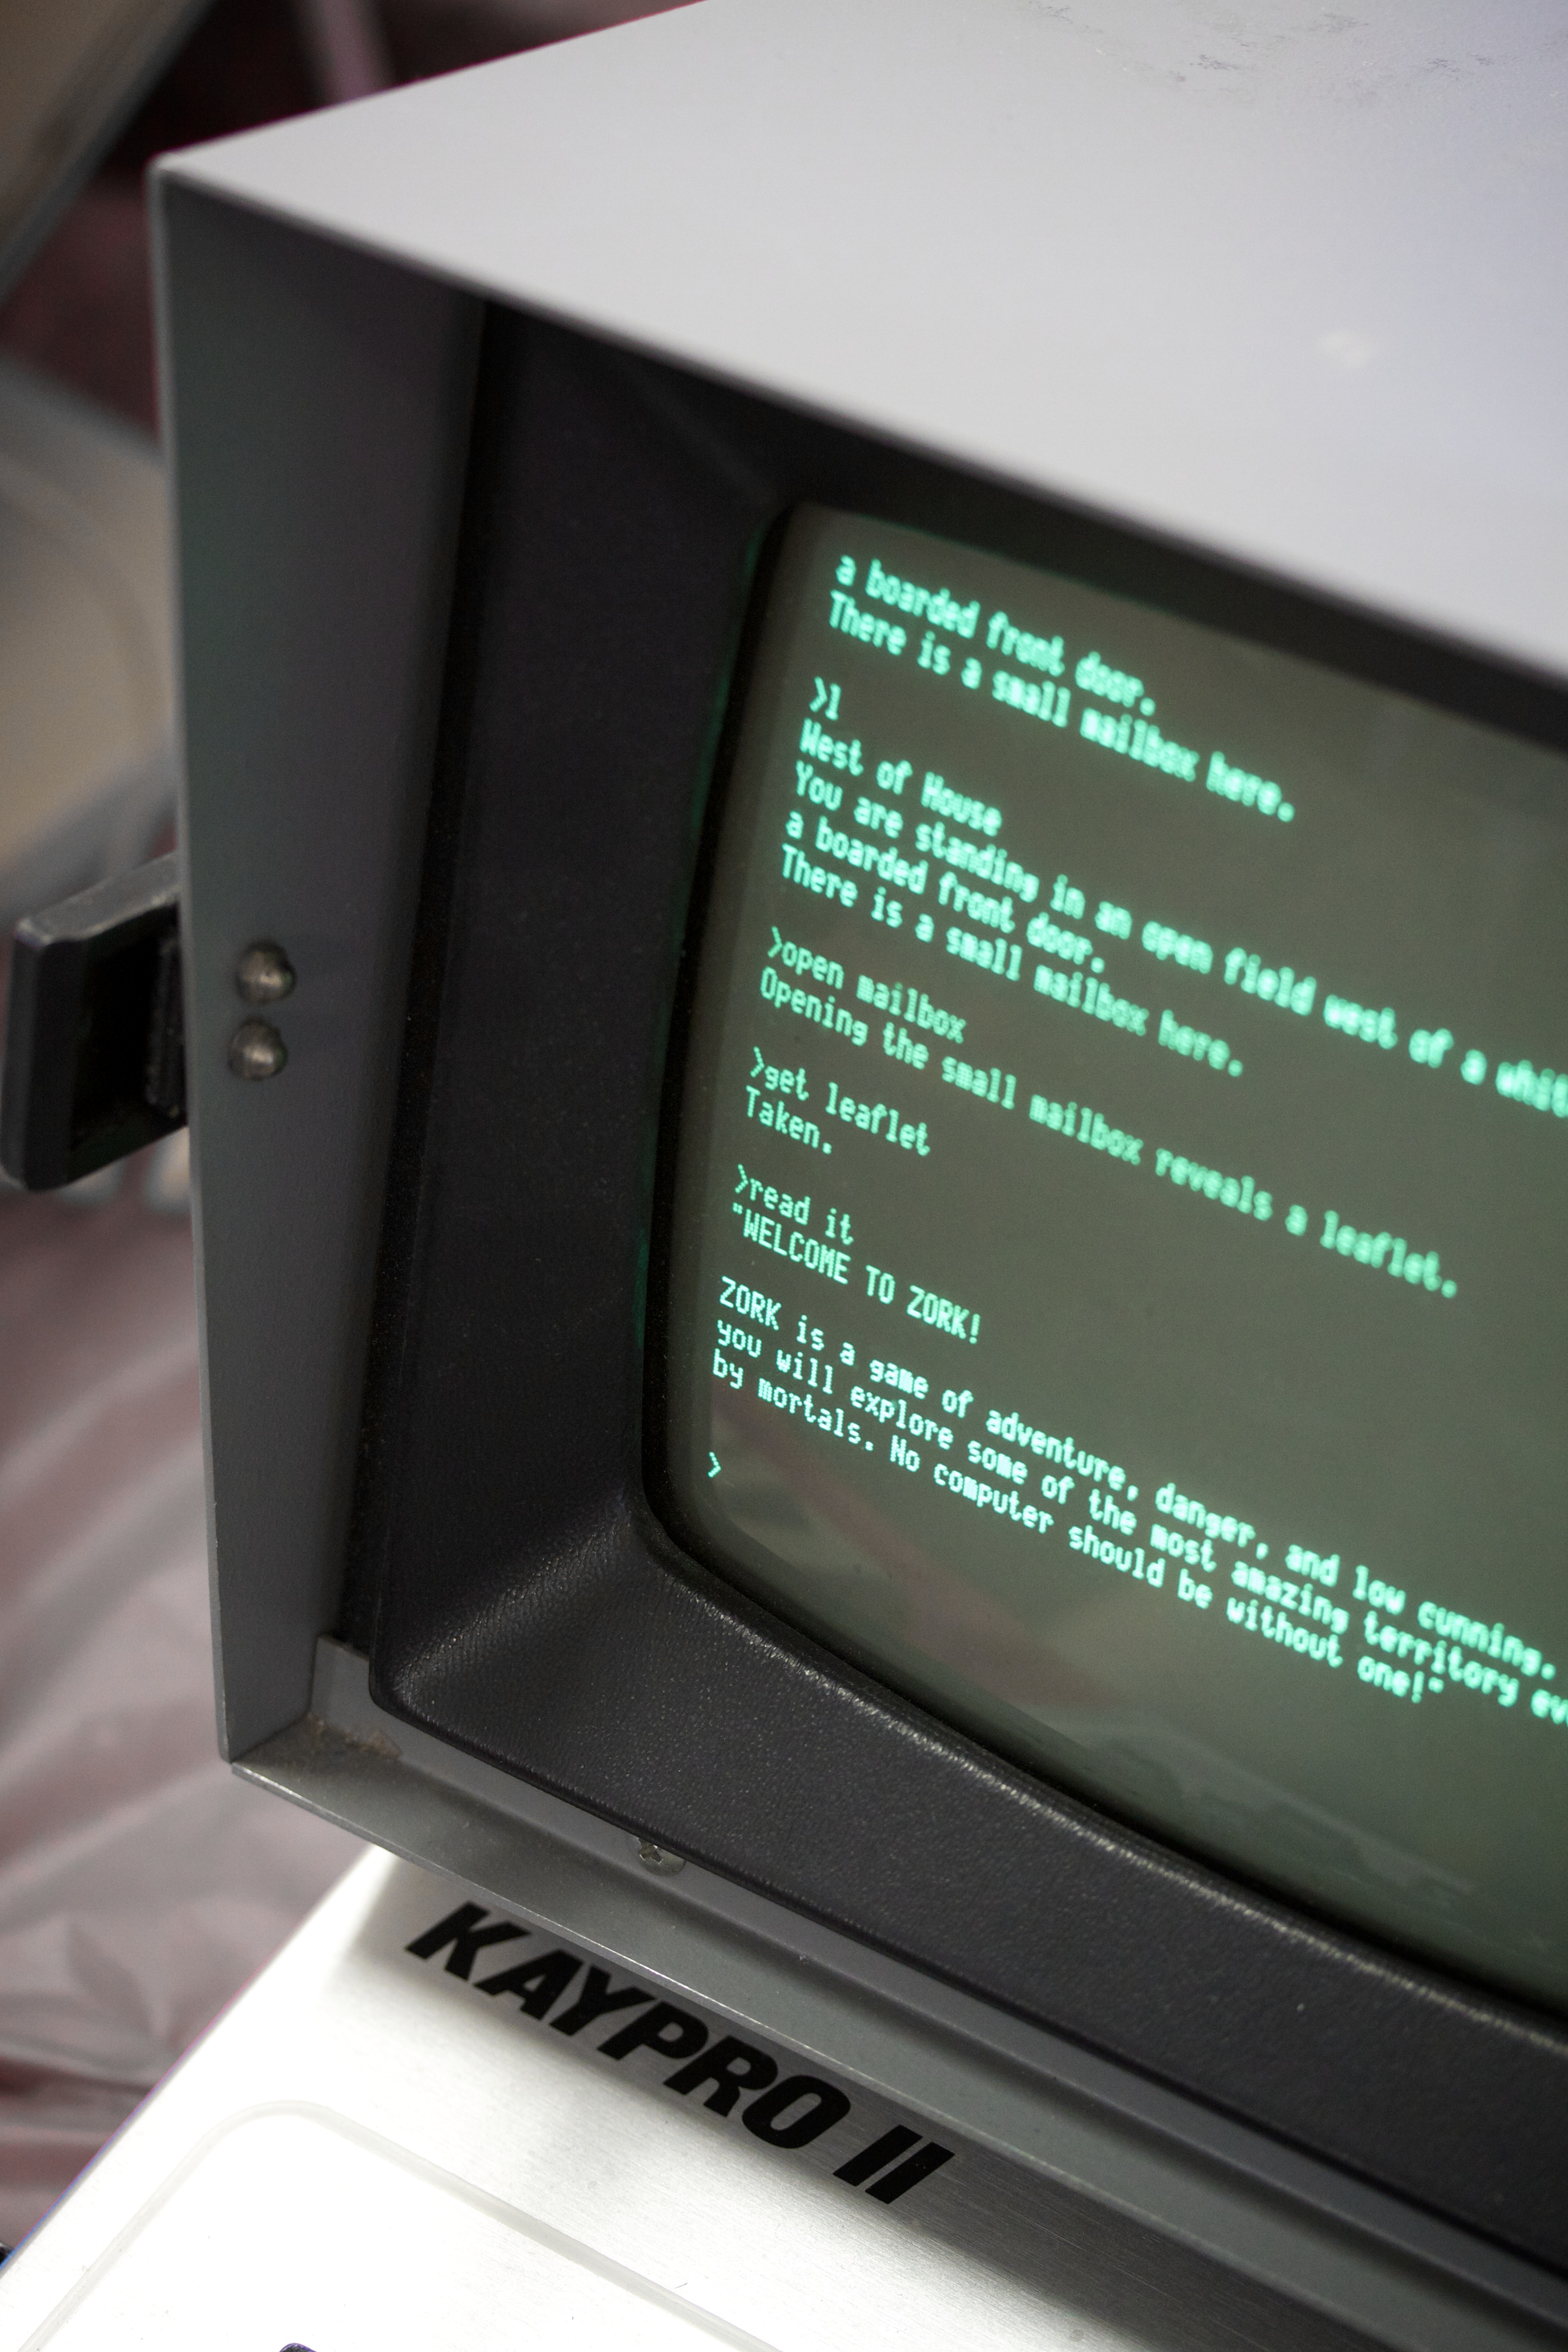 a boarded front door.
There is a small mailbox here.
>l
West of House
You are standing in an open field west of a
a boarded front door.
There is a small mailbox here.
>open mailbox
Opening the small mailbox reveals a leaflet.
>get leaflet
Taken.
>read it
"WELCOME TO ZORK!
ZORK is a game of adventure, danger, and low cunning.
you will explore some of the most amazing territory
by mortals. No computer should be without one!"
>
KAYPRO II